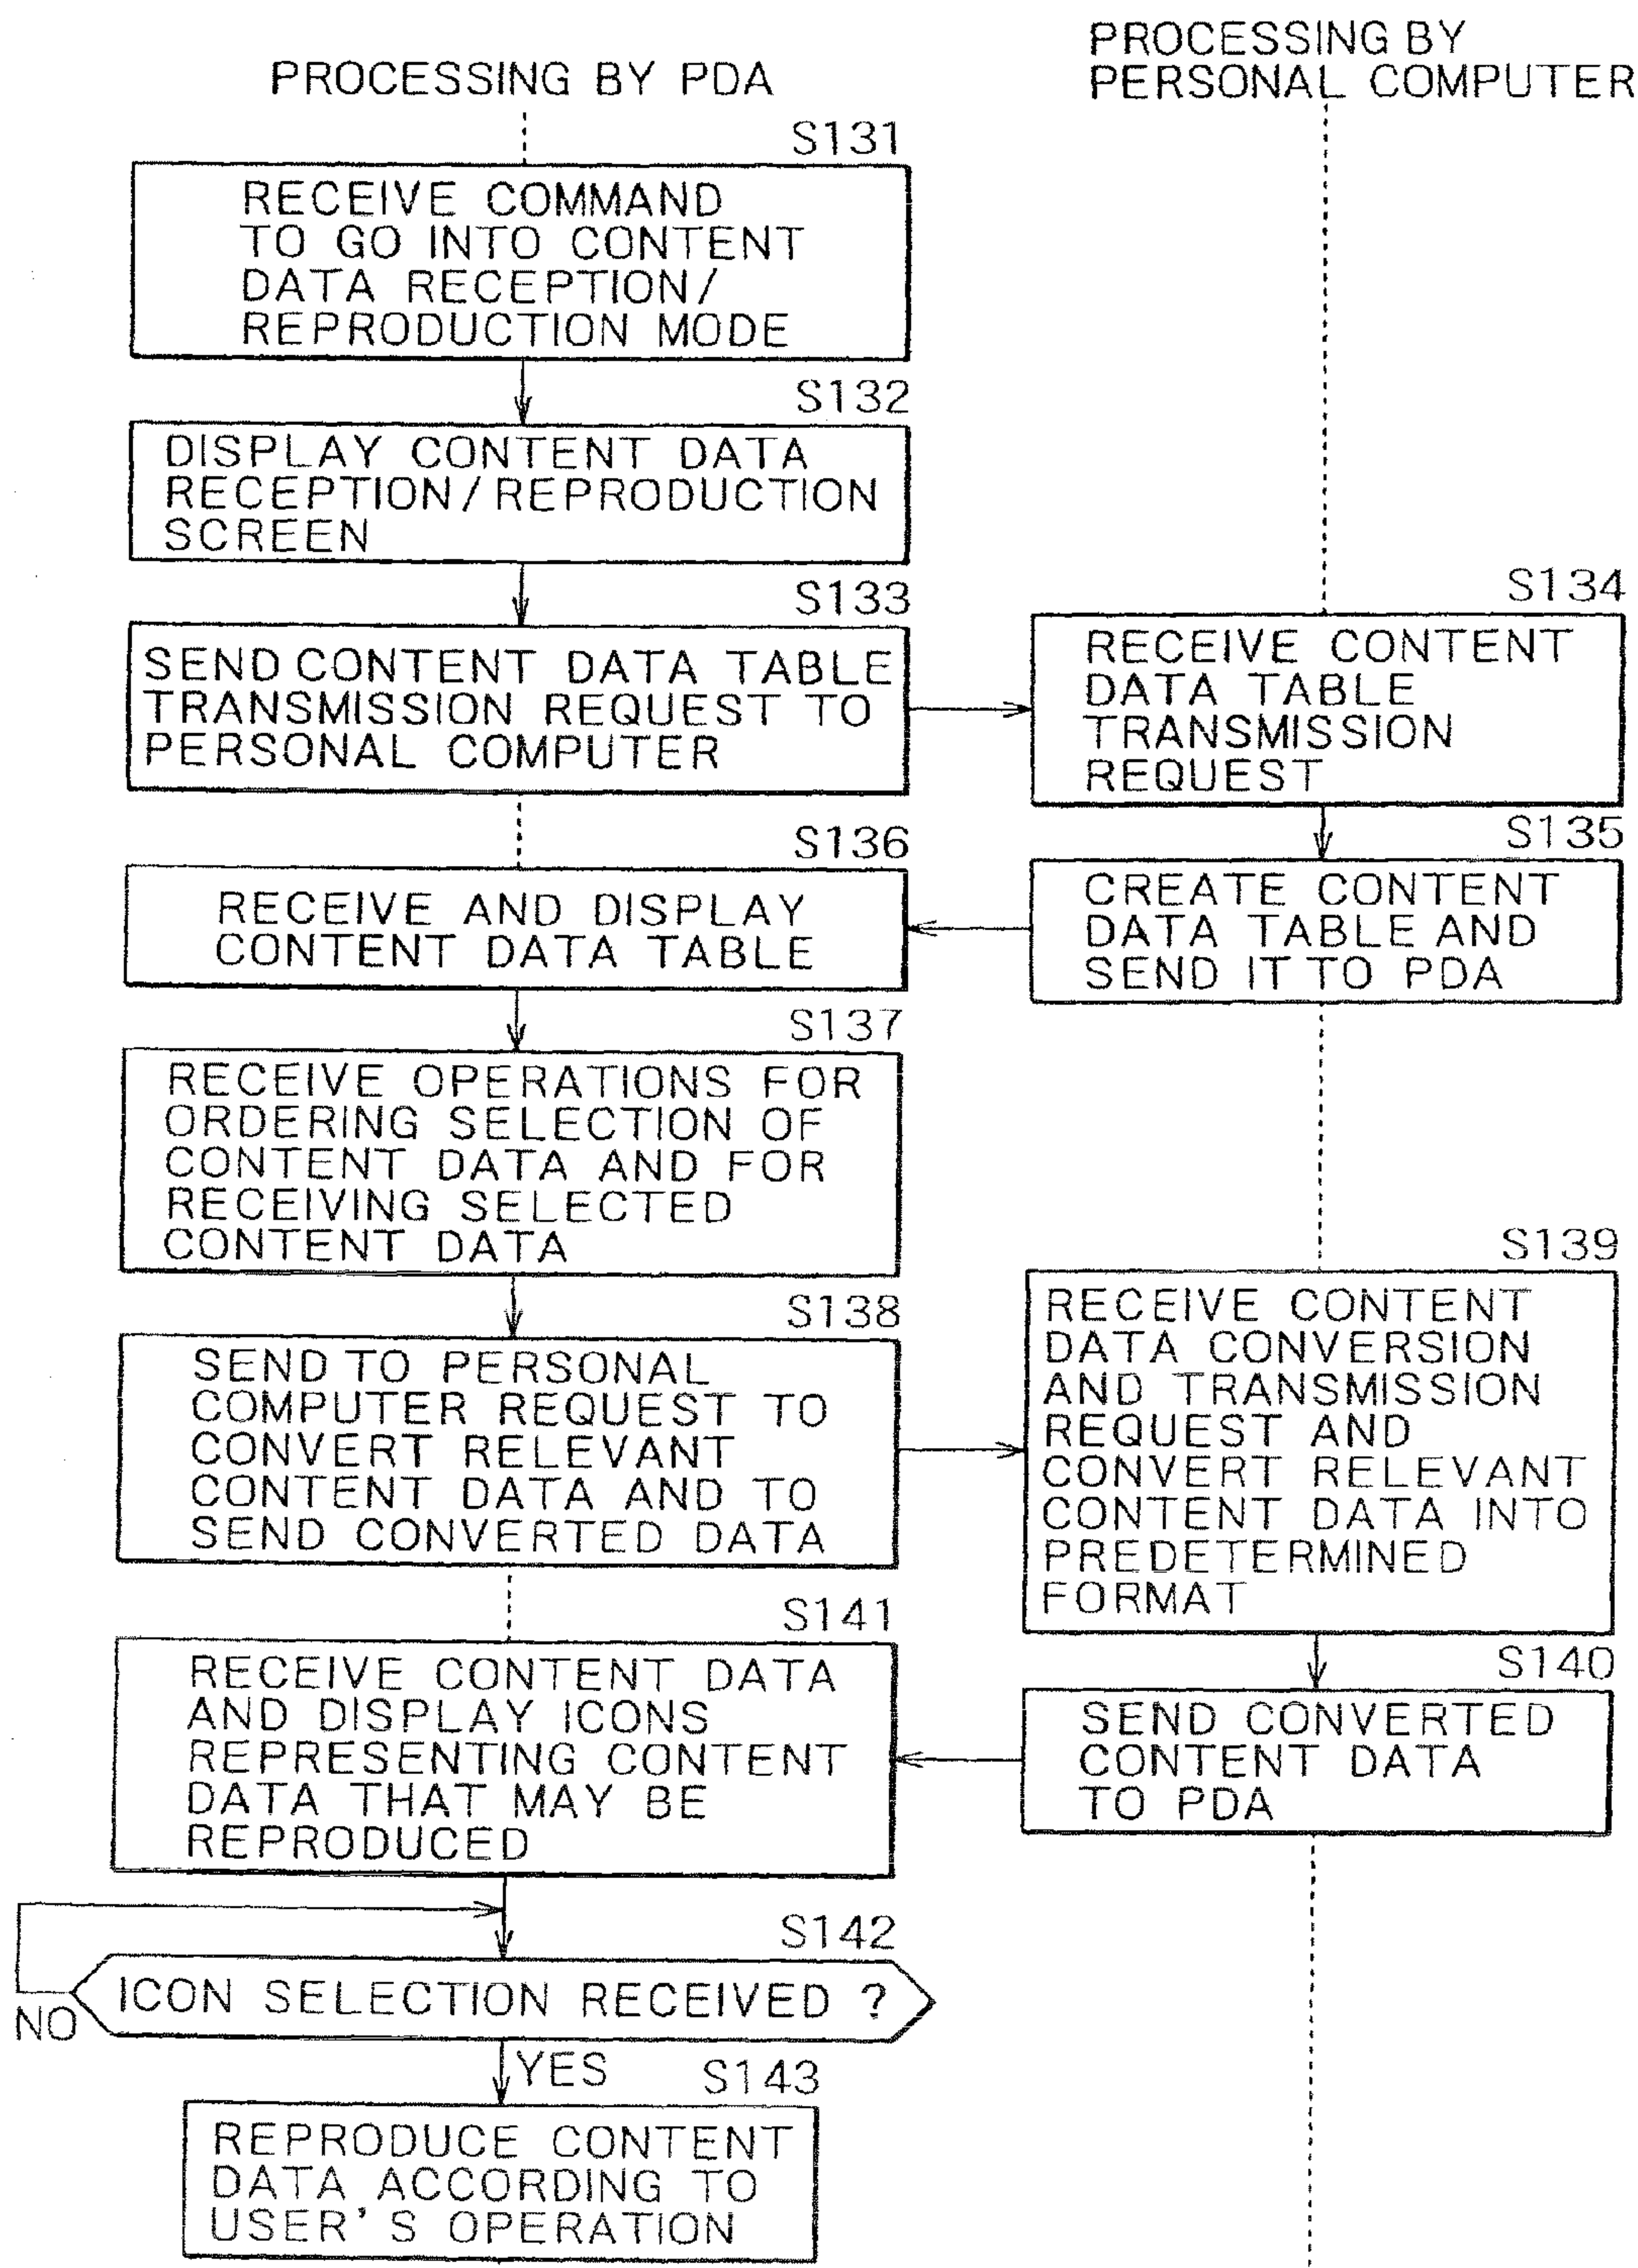 PROCESSING BY PDA
PROCESSING BY
PERSONAL COMPUTER
S131
RECEIVE COMMAND
TO GO INTO CONTENT
DATA RECEPTION/
REPRODUCTION MODE
S132
DISPLAY CONTENT DATA
RECEPTION/REPRODUCTION
SCREEN
S133
SEND CONTENT DATA TABLE
TRANSMISSION REQUEST TO
PERSONAL COMPUTER
S134
RECEIVE CONTENT
DATA TABLE
TRANSMISSION
REQUEST
S135
CREATE CONTENT
DATA TABLE AND
SEND IT TO PDA
S136
RECEIVE AND DISPLAY
CONTENT DATA TABLE
S137
RECEIVE OPERATIONS FOR
ORDERING SELECTION OF
CONTENT DATA AND FOR
RECEIVING SELECTED
CONTENT DATA
S138
SEND TO PERSONAL
COMPUTER REQUEST TO
CONVERT RELEVANT
CONTENT DATA AND TO
SEND CONVERTED DATA
S139
RECEIVE CONTENT
DATA CONVERSION
AND TRANSMISSION
REQUEST AND
CONVERT RELEVANT
CONTENT DATA INTO
PREDETERMINED
FORMAT
S140
SEND CONVERTED
CONTENT DATA
TO PDA
S141
RECEIVE CONTENT DATA
AND DISPLAY ICONS
REPRESENTING CONTENT
DATA THAT MAY BE
REPRODUCED
S142
ICON SELECTION RECEIVED ?
NO
YES
S143
REPRODUCE CONTENT
DATA ACCORDING TO
USER'S OPERATION